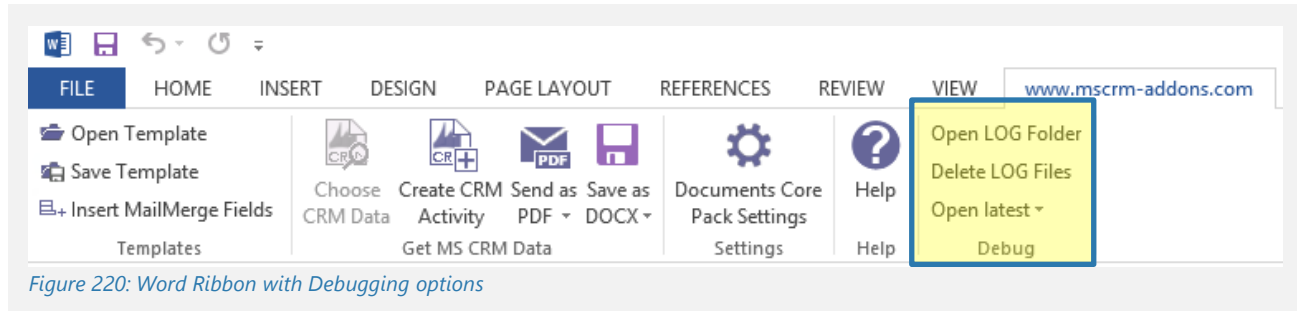 FILE HOME INSERT DESIGN PAGE LAYOUT REFERENCES REVIEW VIEW www.mscrm-addons.com
Open Template
Save Template
Insert MailMerge Fields
Templates
Choose CRM Data
Create CRM Activity
PDF
Send as PDF
Save as DOCX
Get MS CRM Data
Documents Core Pack Settings
Settings
Help
Help
Open LOG Folder
Delete LOG Files
Open latest
Debug
Figure 220: Word Ribbon with Debugging options